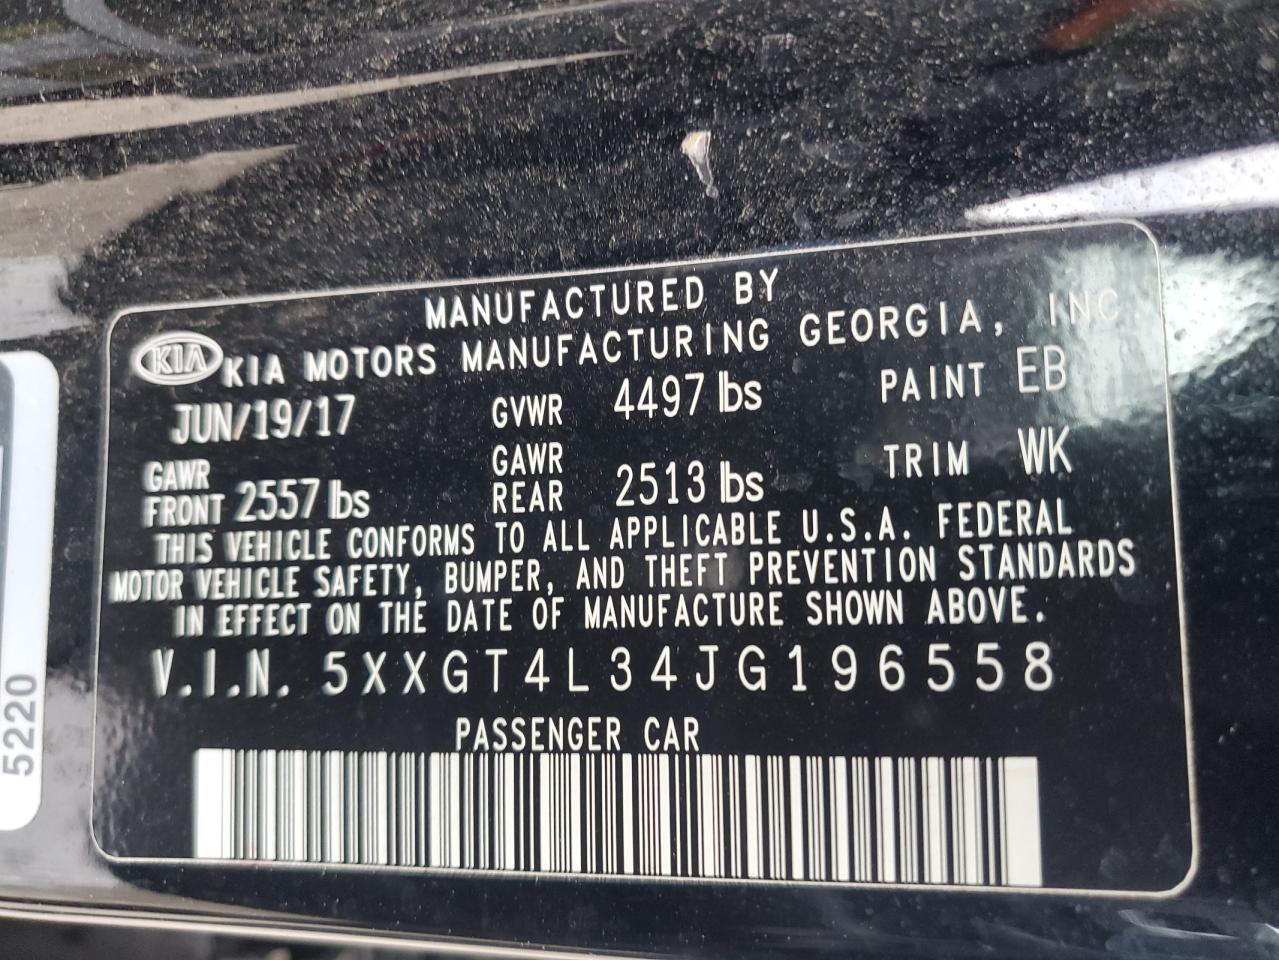 MANUFACTURED BY
KIA KIA MOTORS MANUFACTURING GEORGIA, INC.
JUN/19/17 GVWR 4497 lbs PAINT EB
GAWR FRONT 2557 lbs GAWR REAR 2513 lbs TRIM WK
THIS VEHICLE CONFORMS TO ALL APPLICABLE U.S.A. FEDERAL
MOTOR VEHICLE SAFETY, BUMPER, AND THEFT PREVENTION STANDARDS
IN EFFECT ON THE DATE OF MANUFACTURE SHOWN ABOVE.
V.I.N. 5XXGT4L34JG196558
PASSENGER CAR
5220